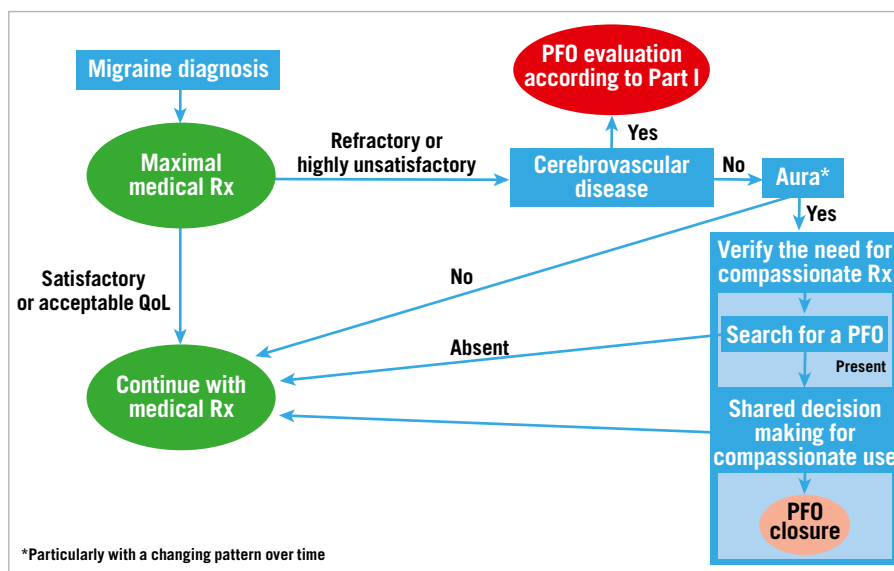 Migraine diagnosis
PFO evaluation
according to Part I
Yes
Maximal
medical Rx
Refractory or
highly unsatisfactory
Cerebrovascular
disease
No
Aura*
Yes
Satisfactory
or acceptable QoL
No
Verify the need for
compassionate Rx
Search for a PFO
Absent
Present
Continue with
medical Rx
Shared decision
making for
compassionate use
PFO
closure
*Particularly with a changing pattern over time